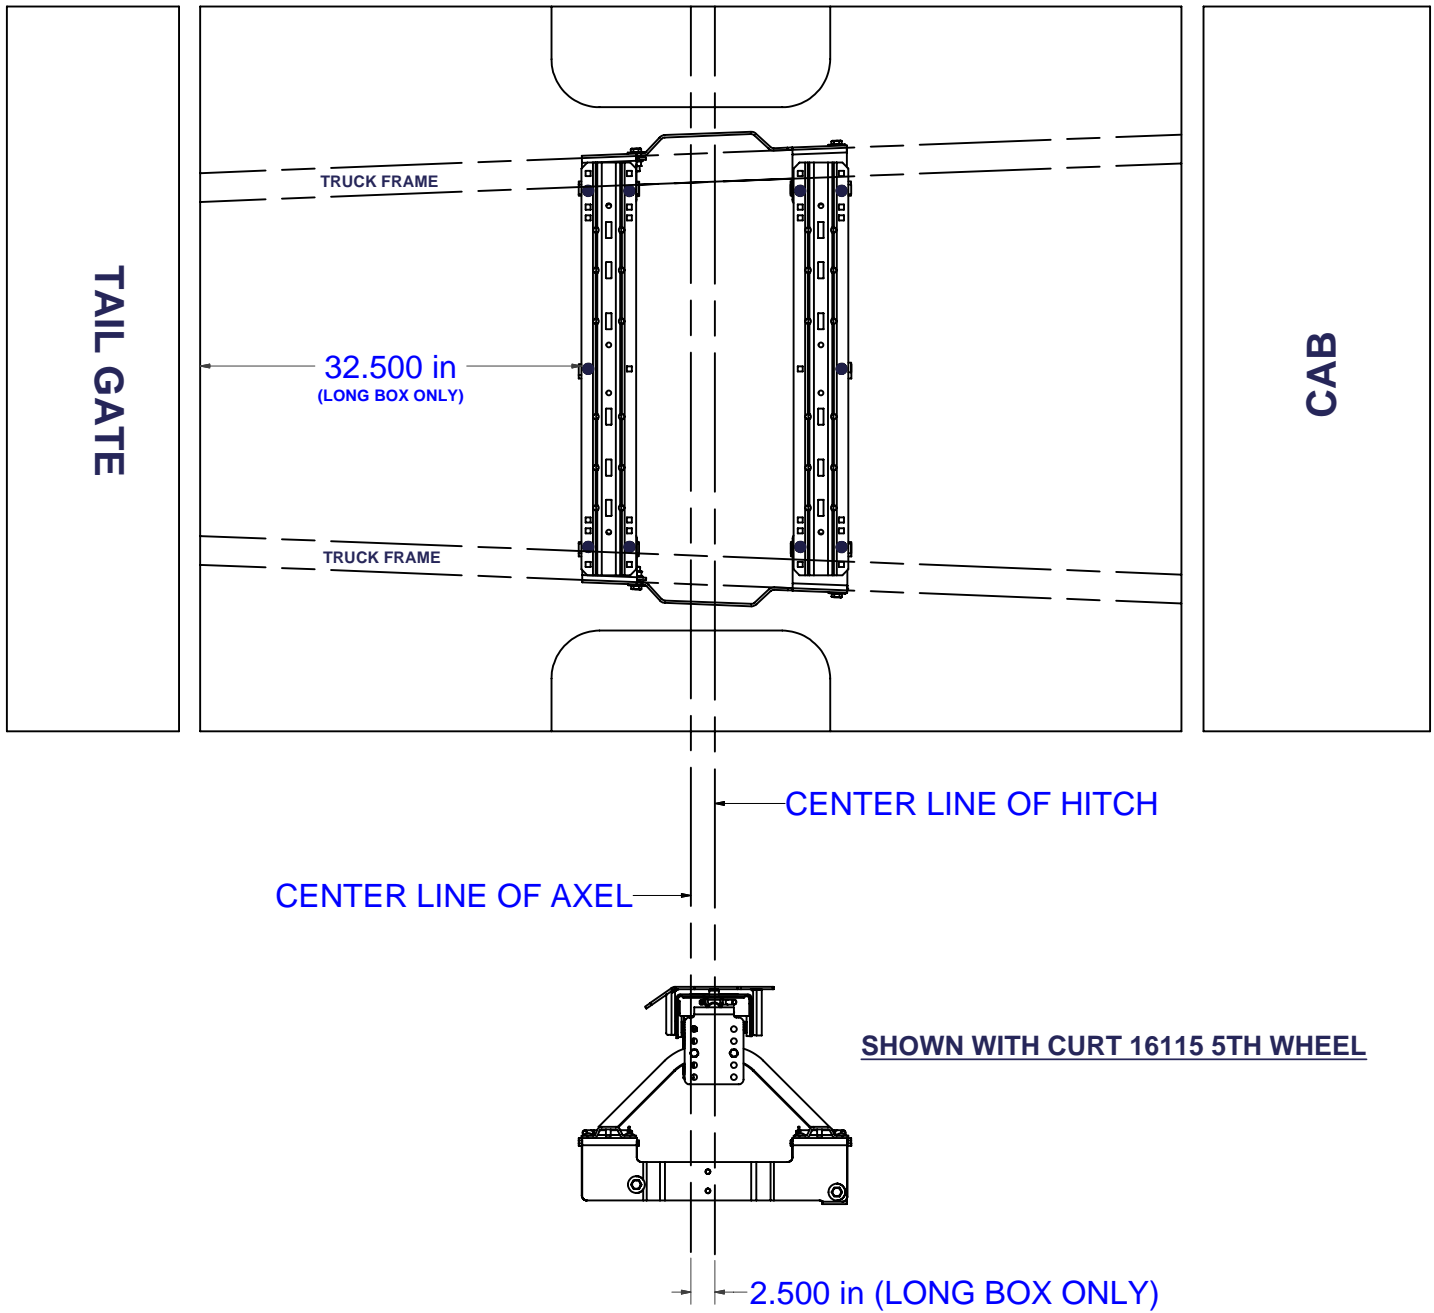 TRUCK FRAME
TAIL GATE
32.500 in
(LONG BOX ONLY)
CAB
TRUCK FRAME
CENTER LINE OF HITCH
CENTER LINE OF AXEL
SHOWN WITH CURT 16115 5TH WHEEL
2.500 in (LONG BOX ONLY)